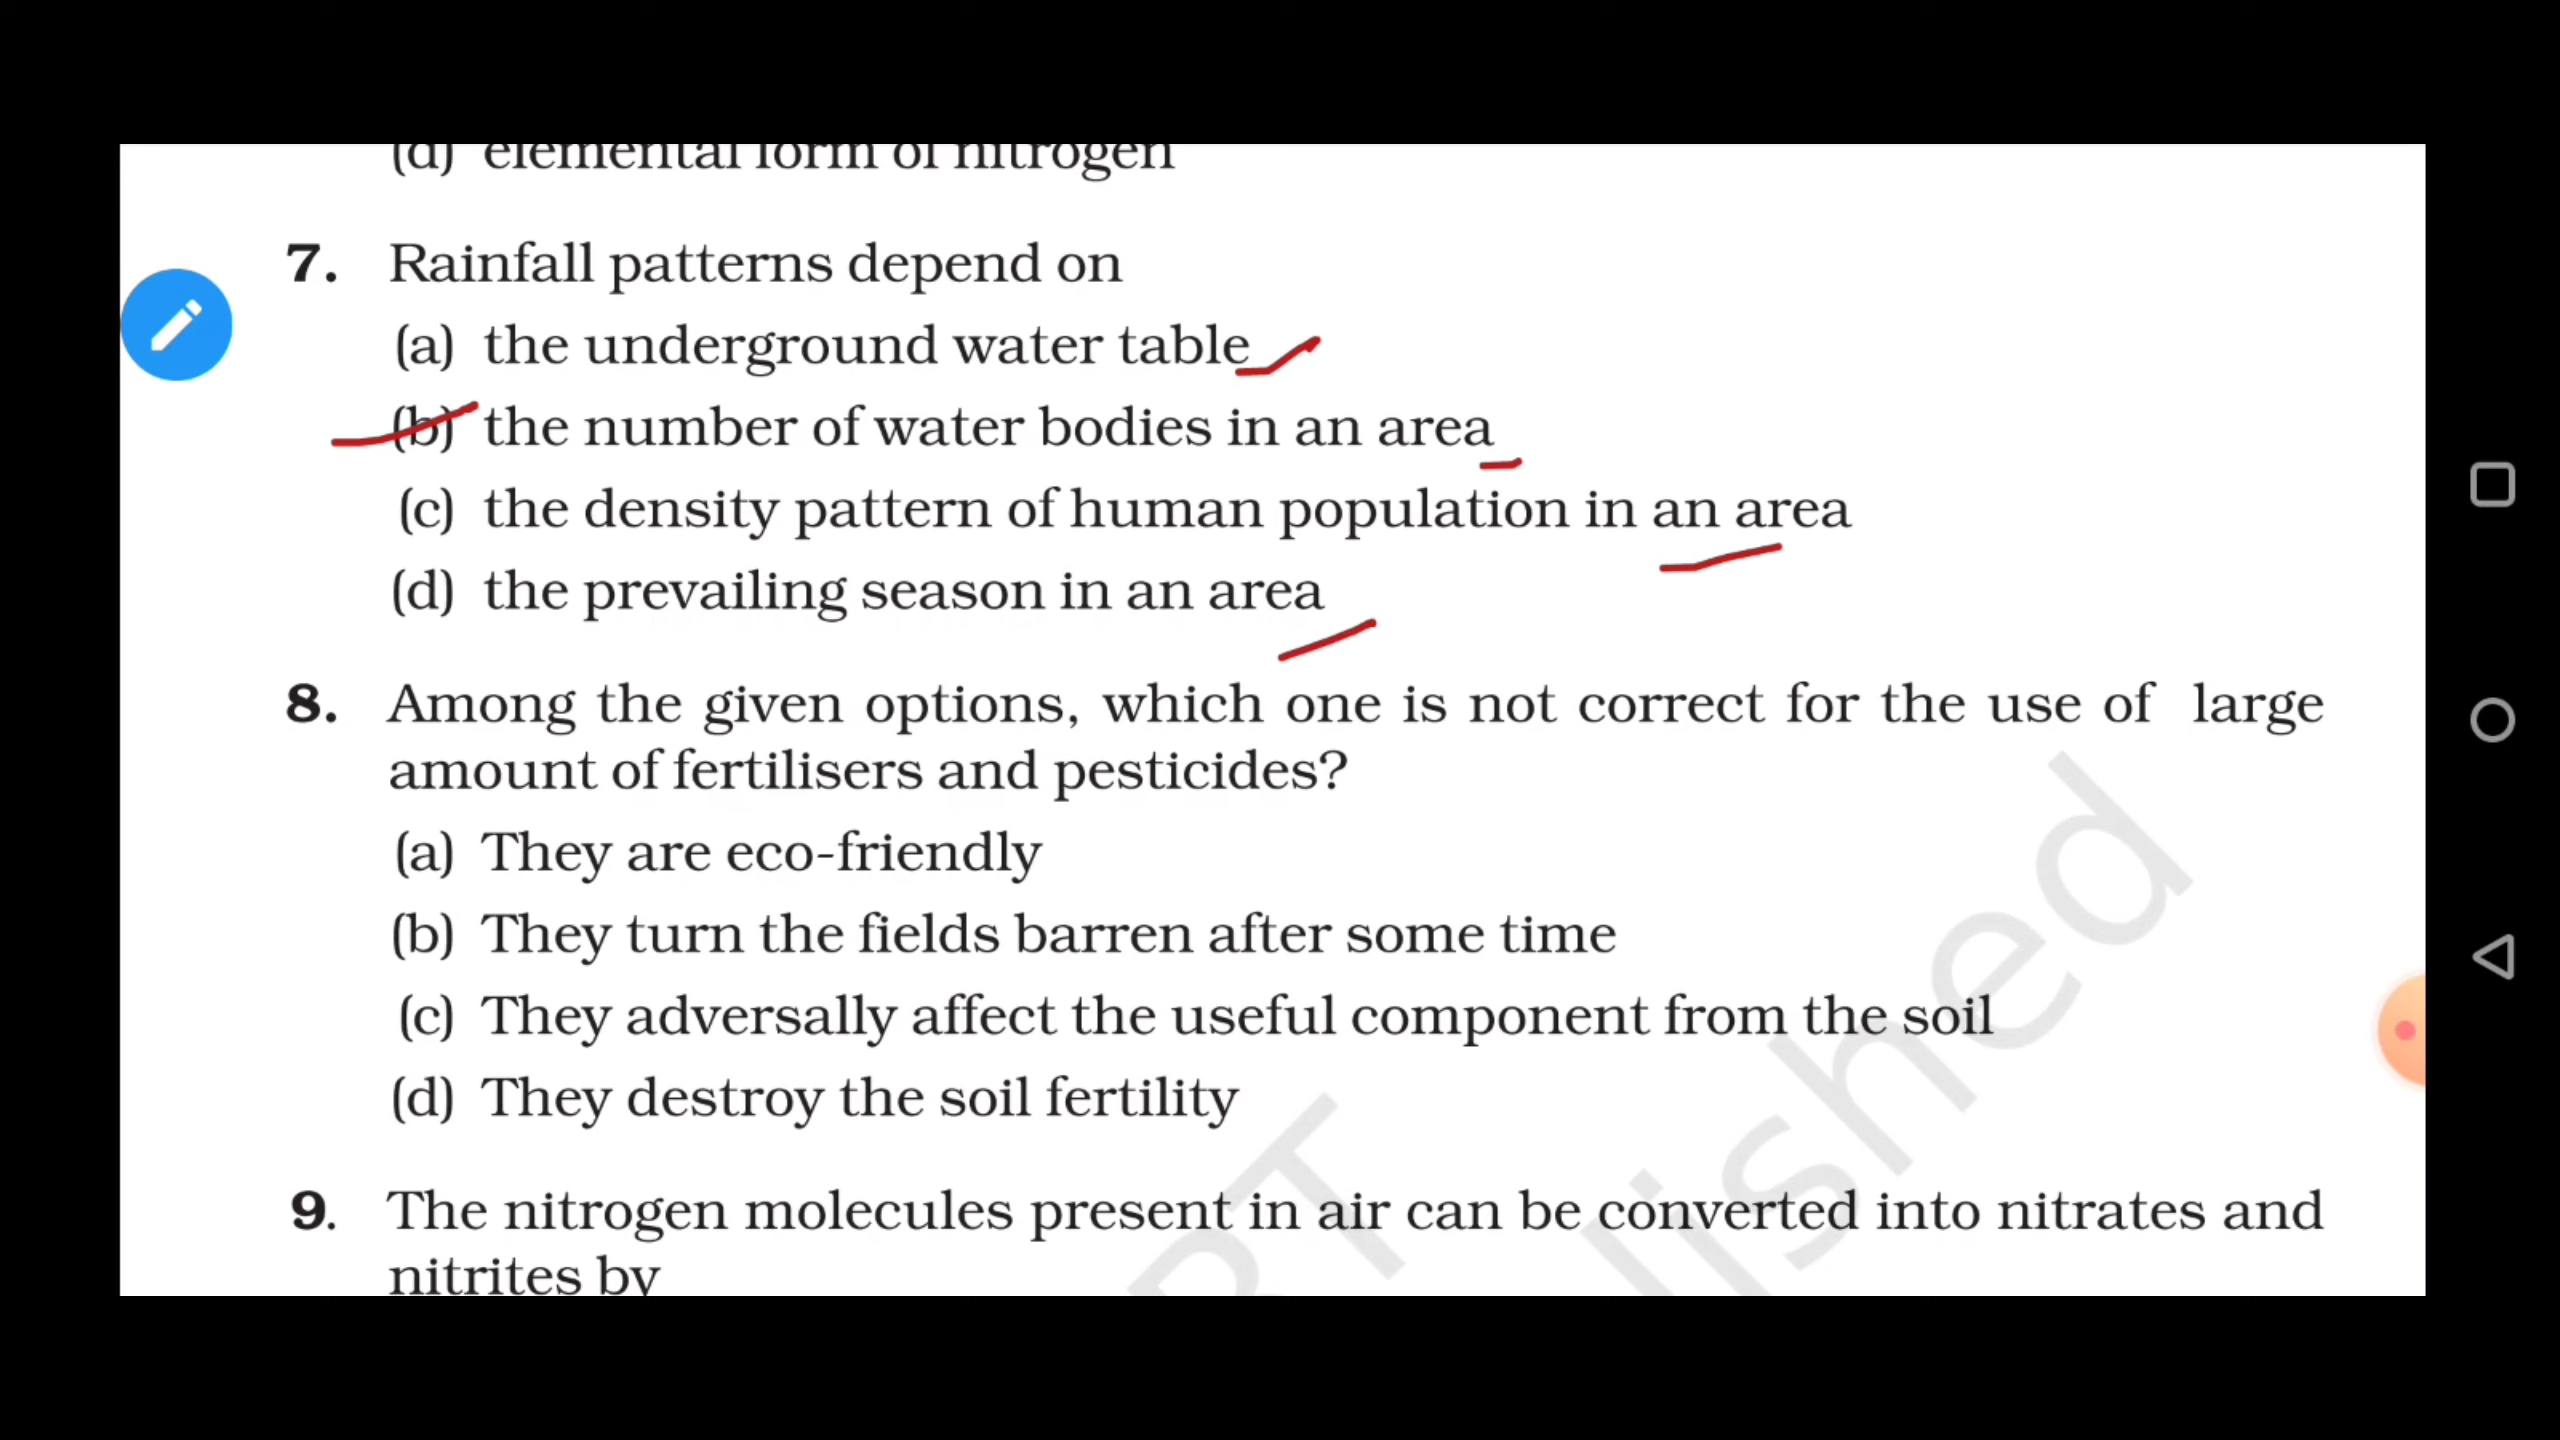 (d) elemental form of nitrogen
7. Rainfall patterns depend on
(a) the underground water table
(b) the number of water bodies in an area
(c) the density pattern of human population in an area
(d) the prevailing season in an area
8. Among the given options, which one is not correct for the use of large
amount of fertilisers and pesticides?
(a) They are eco-friendly
(b) They turn the fields barren after some time
(c) They adversally affect the useful component from the soil
(d) They destroy the soil fertility
9. The nitrogen molecules present in air can be converted into nitrates and
nitrites by